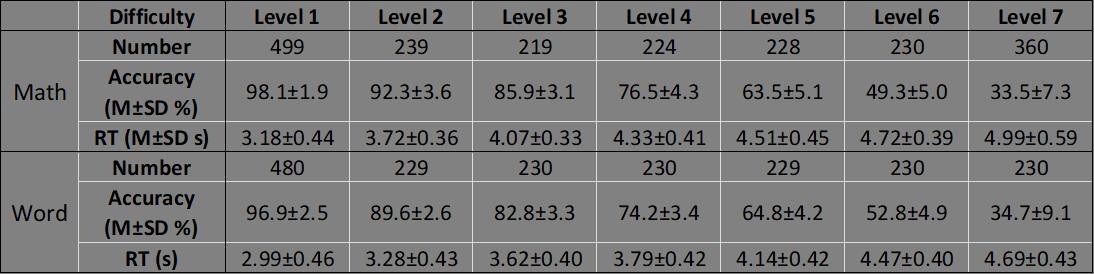 Difficulty Level 1 Level 2 Level 3 Level 4 Level 5 Level 6 Level 7
Math
Number 499 239 219 224 228 230 360
Accuracy
(M±SD %) 98.1±1.9 92.3±3.6 85.9±3.1 76.5±4.3 63.5±5.1 49.3±5.0 33.5±7.3
RT (M±SD s) 3.18±0.44 3.72±0.36 4.07±0.33 4.33±0.41 4.51±0.45 4.72±0.39 4.99±0.59
Word
Number 480 229 230 230 229 230 230
Accuracy
(M±SD %) 96.9±2.5 89.6±2.6 82.8±3.3 74.2±3.4 64.8±4.2 52.8±4.9 34.7±9.1
RT (s) 2.99±0.46 3.28±0.43 3.62±0.40 3.79±0.42 4.14±0.42 4.47±0.40 4.69±0.43